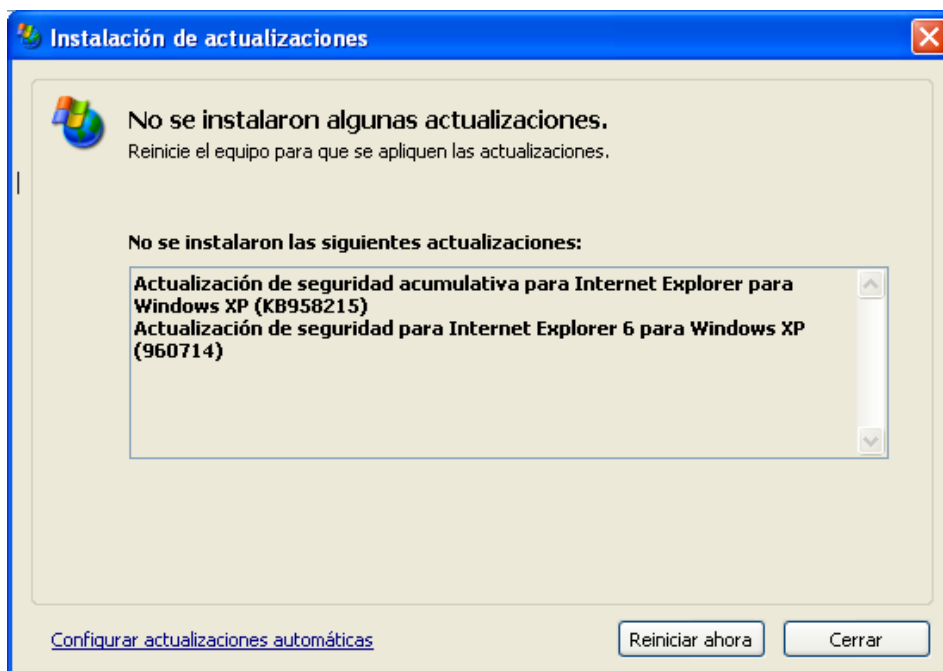 Instalación de actualizaciones
No se instalaron algunas actualizaciones.
Reinicie el equipo para que se apliquen las actualizaciones.
No se instalaron las siguientes actualizaciones:
Actualización de seguridad acumulativa para Internet Explorer para
Windows XP (KB958215)
Actualización de seguridad para Internet Explorer 6 para Windows XP
(960714)
Configurar actualizaciones automáticas
Reiniciar ahora
Cerrar